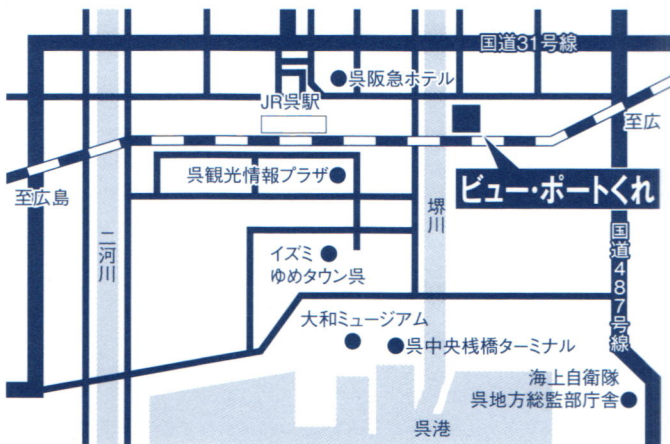 国道31号線
呉阪急ホテル
JR呉駅
至広
呉観光情報プラザ
ビュー・ポートくれ
至広島
堺川
二河川
国道487号線
イズミ
ゆめタウン呉
大和ミュージアム
呉中央桟橋ターミナル
海上自衛隊
呉地方総監部庁舎
呉港